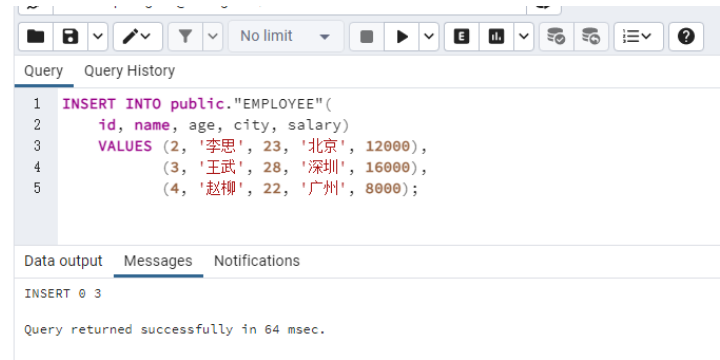 No limit
Query Query History
1 INSERT INTO public."EMPLOYEE"(
2 id, name, age, city, salary)
3 VALUES (2, '李思', 23, '北京', 12000),
4 (3, '王武', 28, '深圳', 16000),
5 (4, '赵柳', 22, '广州', 8000);
Data output Messages Notifications
INSERT 0 3
Query returned successfully in 64 msec.